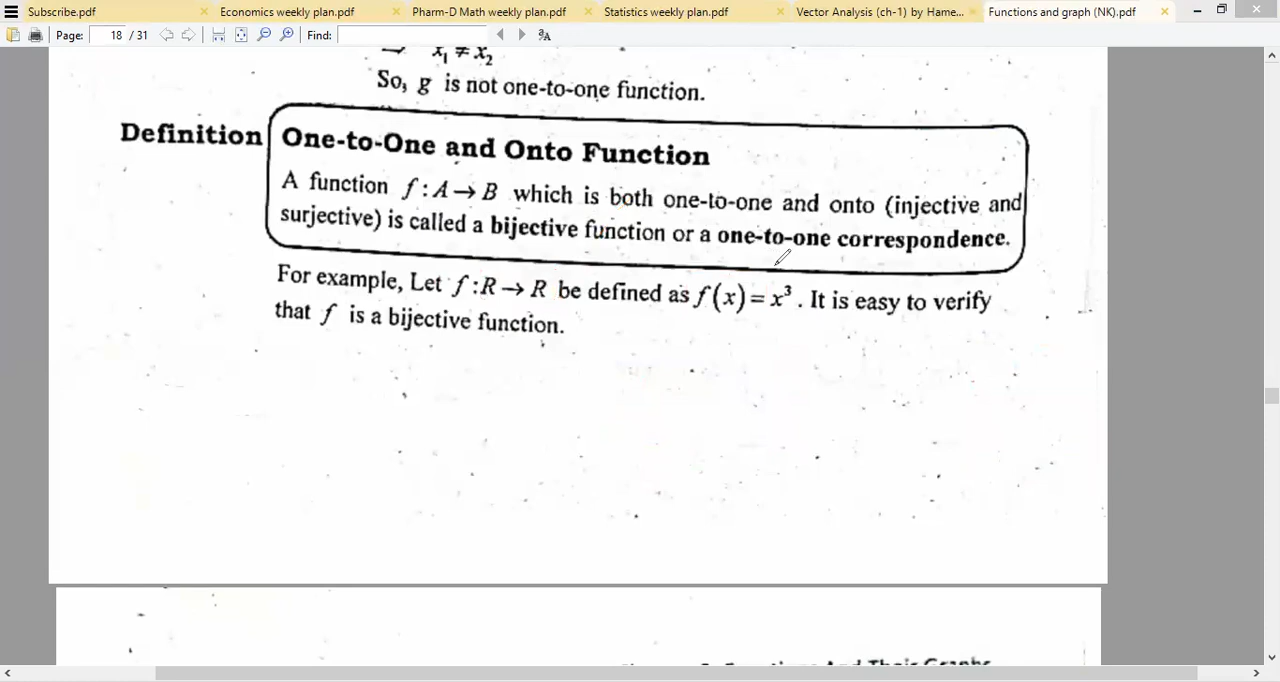 Subscribe.pdf Economics weekly plan.pdf Pharm-D Math weekly plan.pdf Statistics weekly plan.pdf Vector Analysis (ch-1) by Hame... Functions and graph (NK).pdf
Page: 18 / 31 Find:
→ x₁ ≠ x₂
So, g is not one-to-one function.
Definition One-to-One and Onto Function
A function f : A → B which is both one-to-one and onto (injective and
surjective) is called a bijective function or a one-to-one correspondence.
For example, Let f : R → R be defined as f(x) = x³. It is easy to verify
that f is a bijective function.